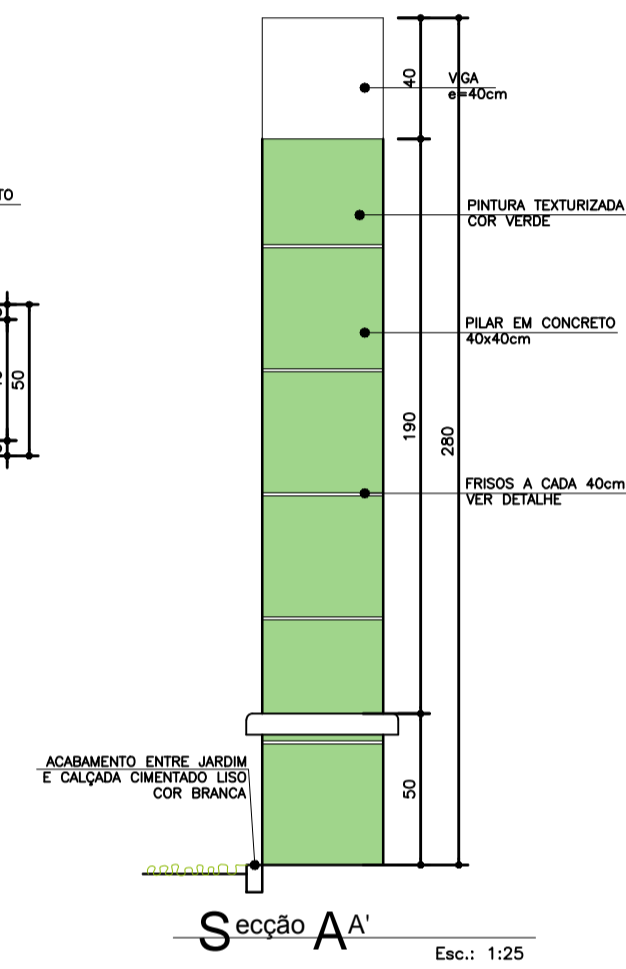 40
VIGA
e=40cm
TO
PINTURA TEXTURIZADA
COR VERDE
PILAR EM CONCRETO
40x40cm
50
190
280
FRISOS A CADA 40cm
VER DETALHE
ACABAMENTO ENTRE JARDIM
E CALÇADA CIMENTADO LISO
COR BRANCA
50
Secção AA'
Esc.: 1:25